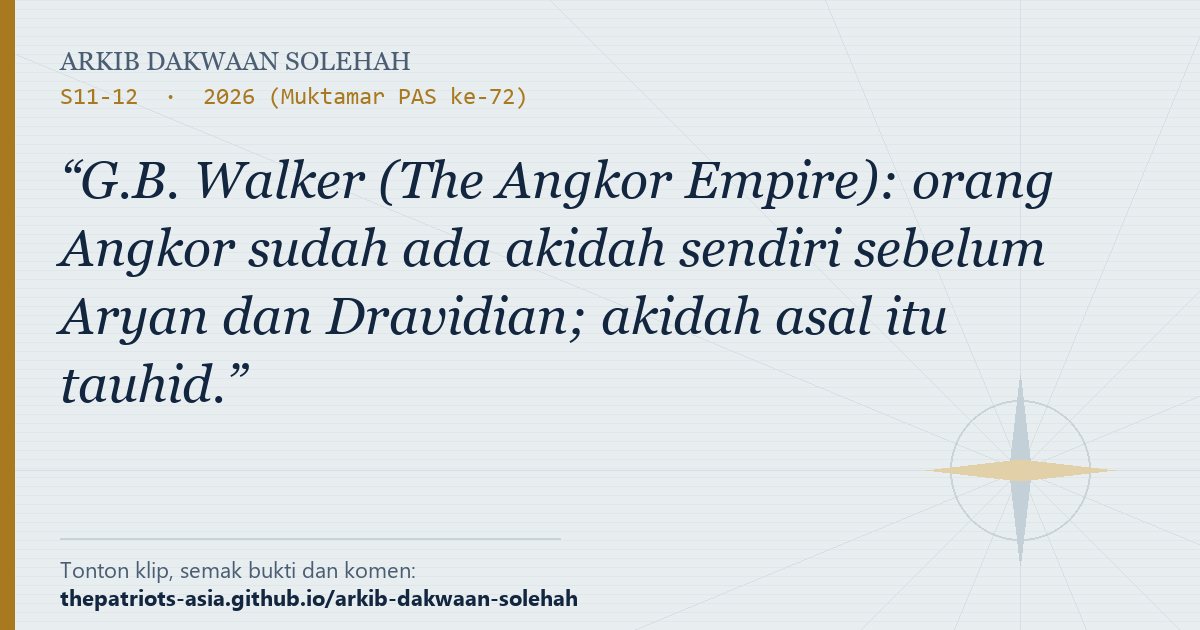 ARKIB DAKWAAN SOLEHAH
S11-12 · 2026 (Muktamar PAS ke-72)
“G.B. Walker (The Angkor Empire): orang
Angkor sudah ada akidah sendiri sebelum
Aryan dan Dravidian; akidah asal itu
tauhid.”
Tonton klip, semak bukti dan komen:
thepatriots-asia.github.io/arkib-dakwaan-solehah